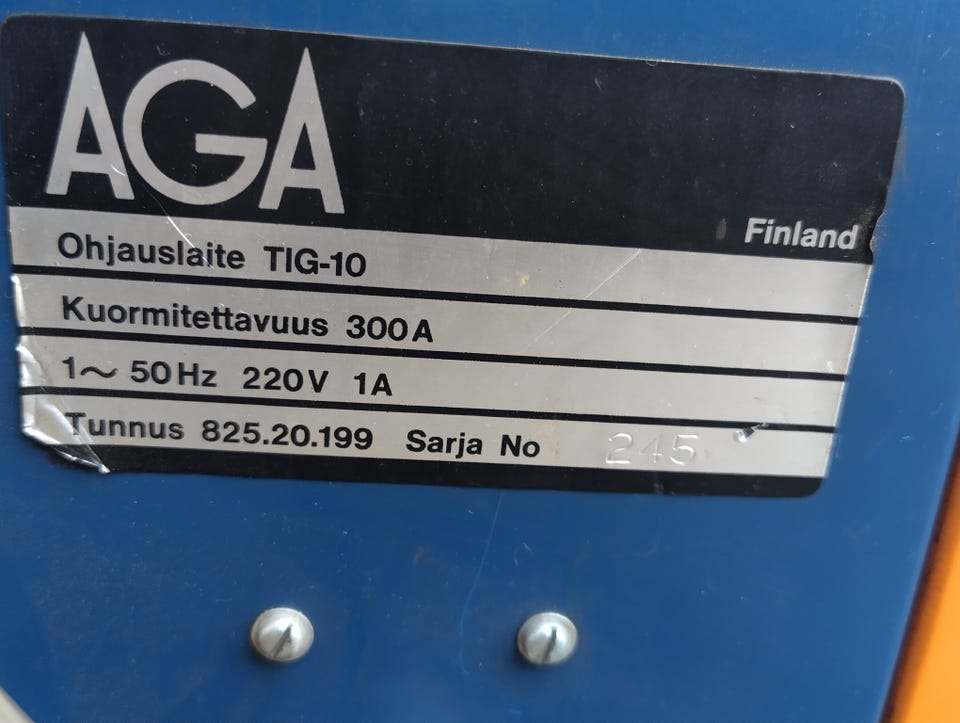 AGA
Finland
Ohjauslaite TIG-10
Kuormitettavuus 300A
1~ 50Hz 220V 1A
Tunnus 825.20.199 Sarja No 245